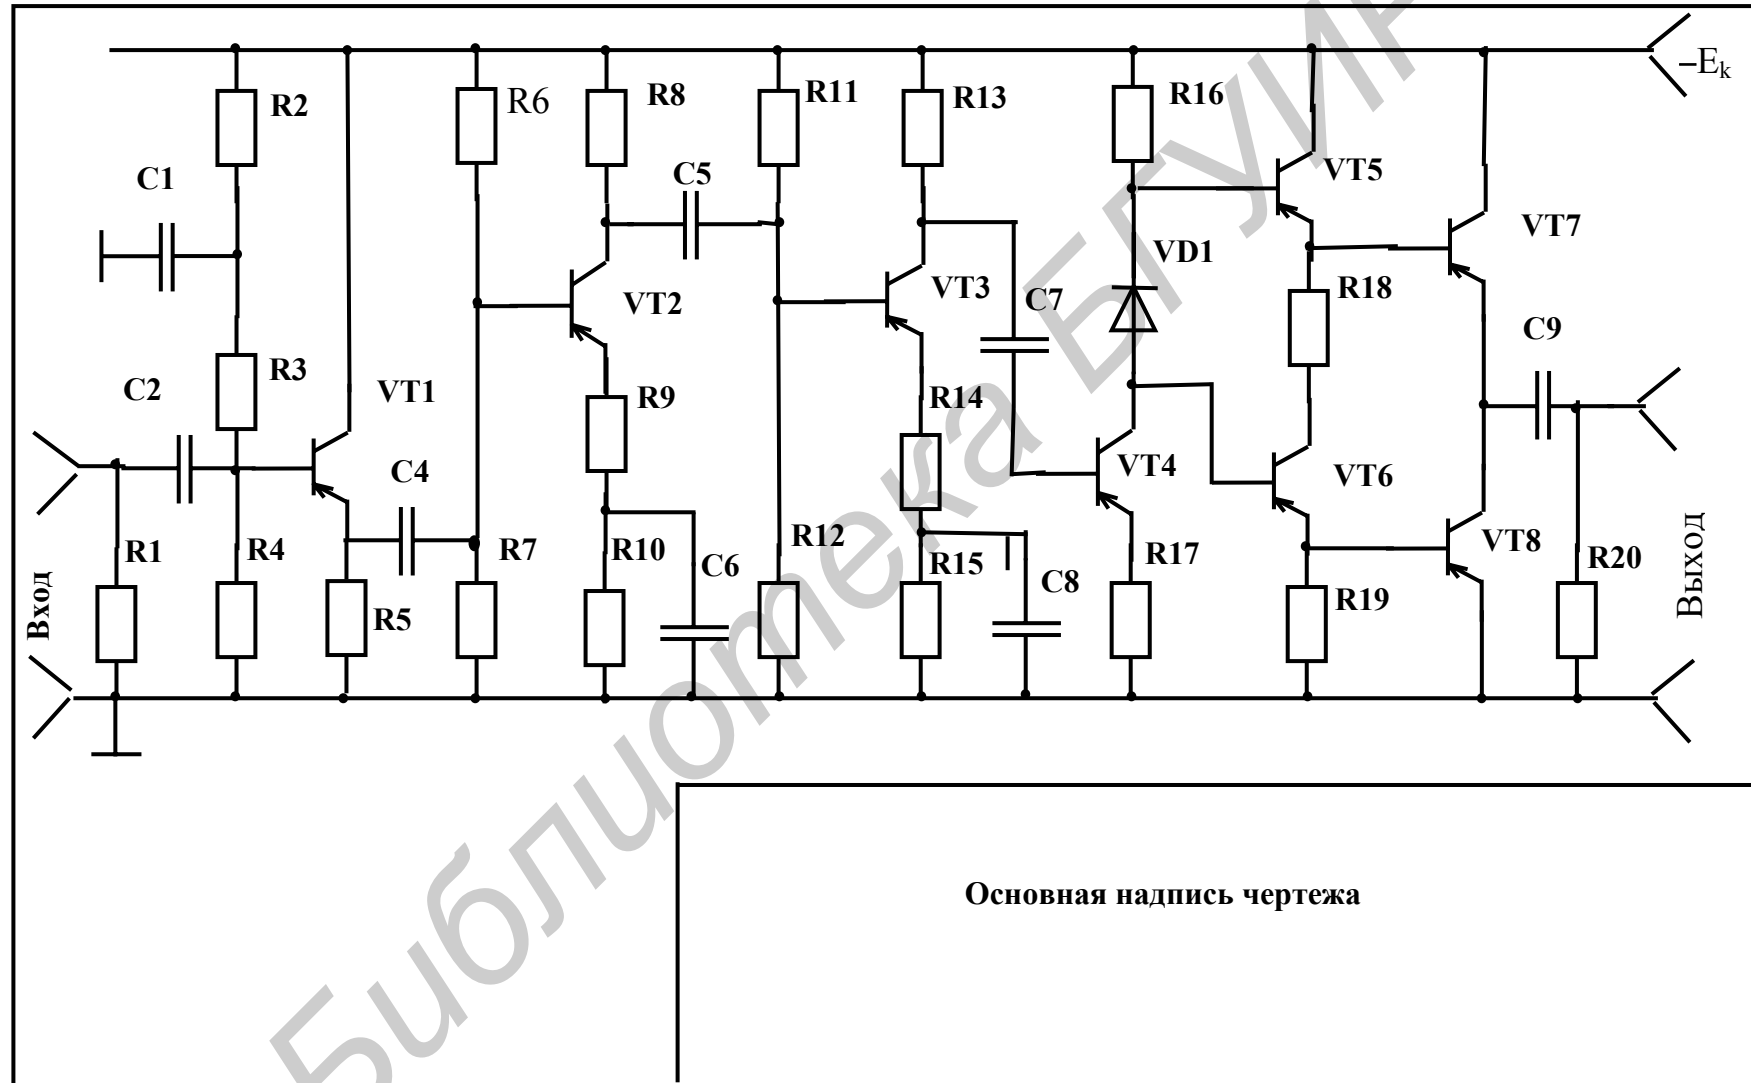 R2
R6
R8
R11
R13
R16
–Ek
C1
C5
VT5
VT7
VD1
VT2
VT3
C7
R18
C9
R3
C2
VT1
R9
R14
C4
VT4
VT6
R1
R4
R7
R10
R12
R15
R17
VT8
R20
C6
C8
R5
R19
Вход
Выход
Основная надпись чертежа
Библиотека БГУИР